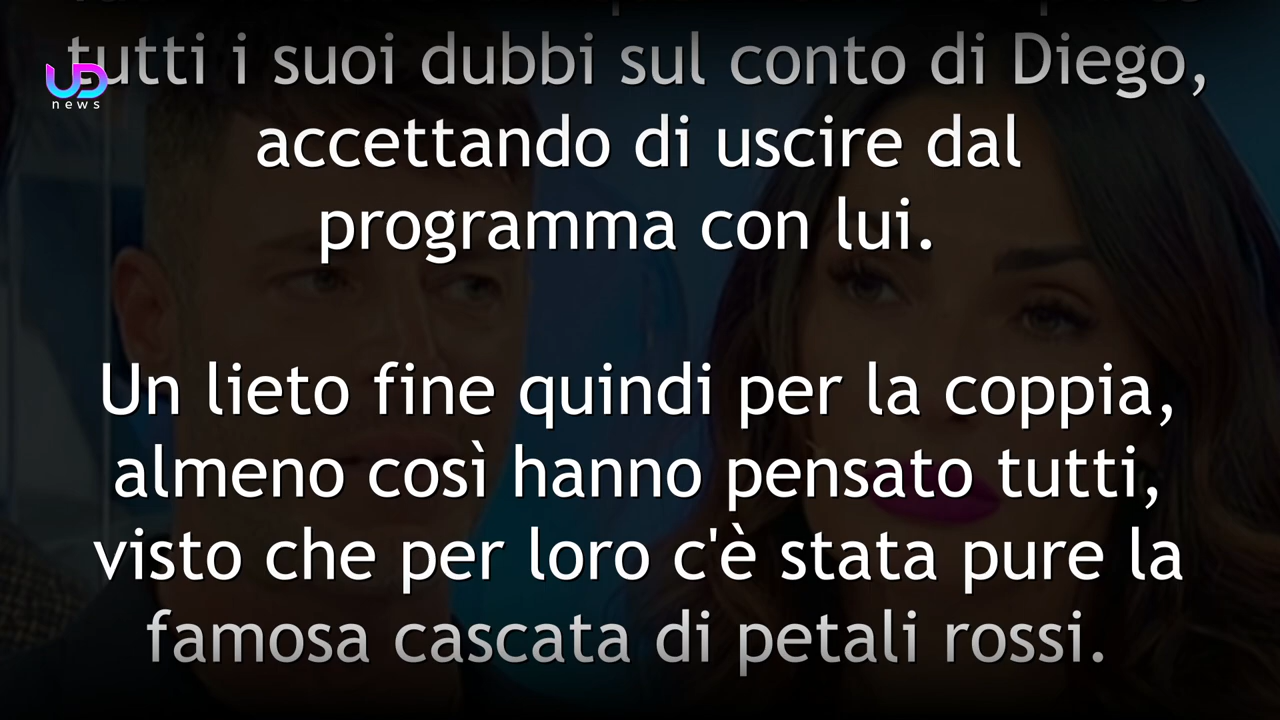 tutti i suoi dubbi sul conto di Diego,
UD
news
accettando di uscire dal
programma con lui.
Un lieto fine quindi per la coppia,
almeno così hanno pensato tutti,
visto che per loro c'è stata pure la
famosa cascata di petali rossi.